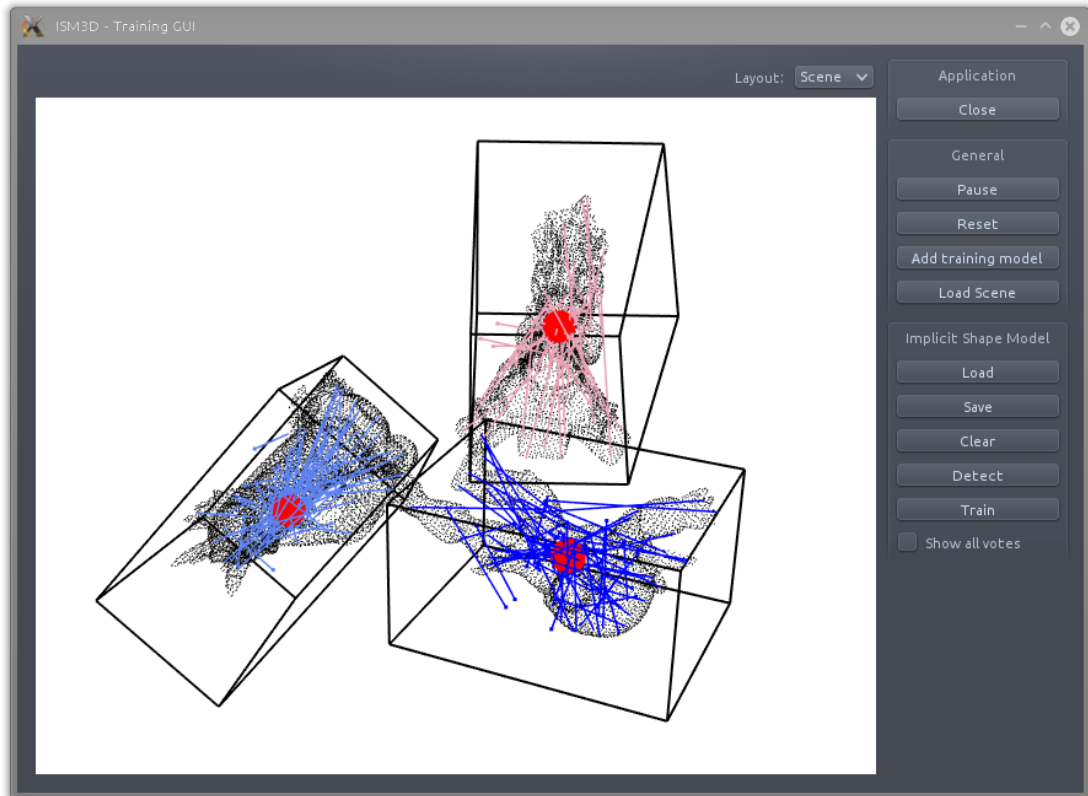 ISM3D - Training GUI
Layout: Scene
Application
Close
General
Pause
Reset
Add training model
Load Scene
Implicit Shape Model
Load
Save
Clear
Detect
Train
Show all votes